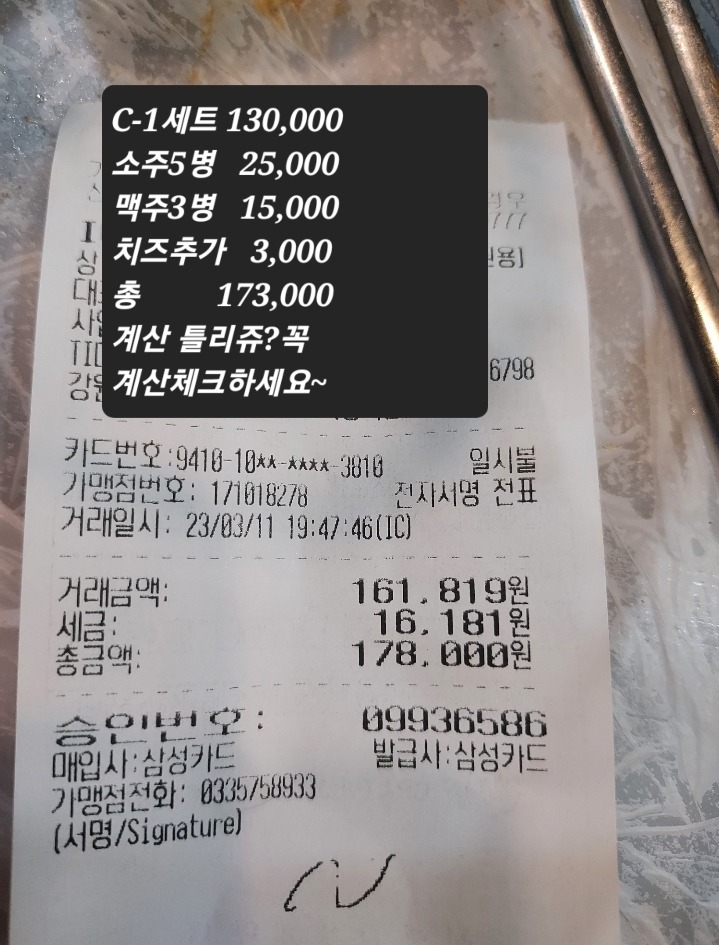 C-1세트 130,000
소주5병 25,000
맥주3병 15,000
치즈추가 3,000
총 173,000
계산 틀리쥬?꼭
계산체크하세요~
6798
카드번호:9410-10**-****-3810 일시불
가맹점번호: 171018278 전자서명 전표
거래일시: 23/03/11 19:47:46(IC)
거래금액: 161,819원
세금: 16,181원
총금액: 178,000원
승인번호: 09936586
매입사:삼성카드 발급사:삼성카드
가맹점전화: 0335758933
(서명/Signature)